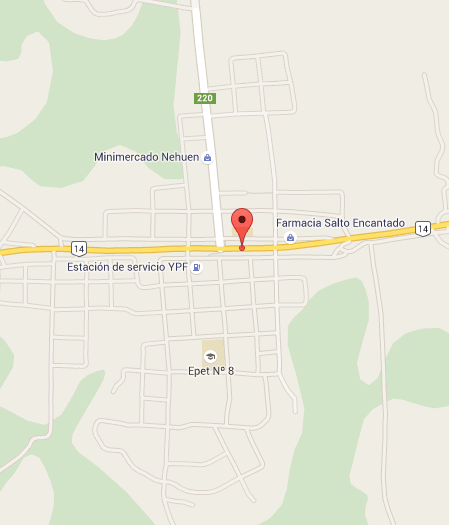 220
Minimercado Nehuen
Farmacia Salto Encantado
14
14
Estación de servicio YPF
Epet Nº 8